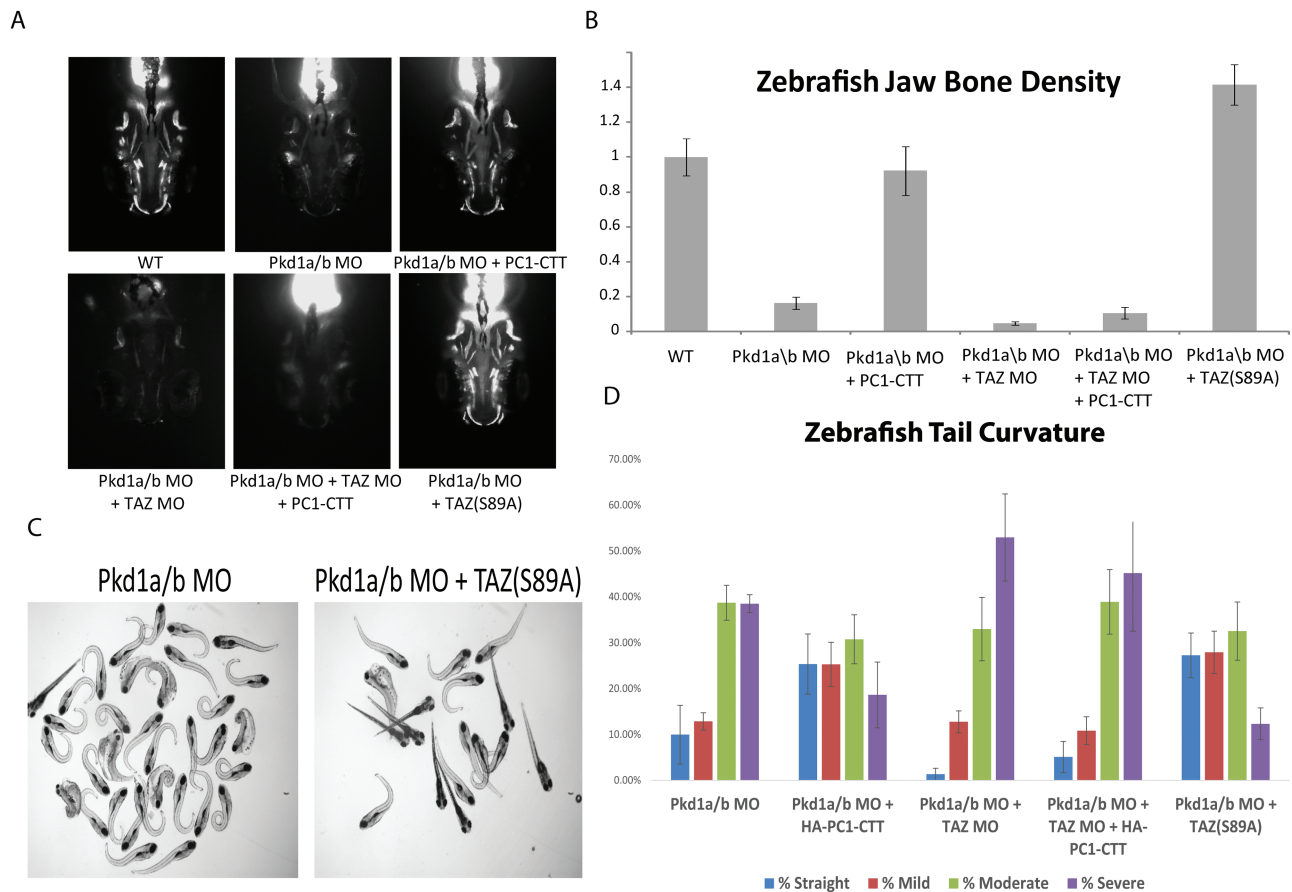 A
WT
Pkd1a/b MO
Pkd1a/b MO + PC1-CTT
Pkd1a/b MO
+ TAZ MO
Pkd1a/b MO + TAZ MO
+ PC1-CTT
Pkd1a/b MO
+ TAZ(S89A)
B
Zebrafish Jaw Bone Density
1.4
1.2
1
0.8
0.6
0.4
0.2
0
WT
Pkd1a\b MO
Pkd1a\b MO
+ PC1-CTT
Pkd1a\b MO
+ TAZ MO
Pkd1a\b MO
+ TAZ MO
+ PC1-CTT
Pkd1a\b MO
+ TAZ(S89A)
C
Pkd1a/b MO
Pkd1a/b MO + TAZ(S89A)
D
Zebrafish Tail Curvature
70.00%
60.00%
50.00%
40.00%
30.00%
20.00%
10.00%
0.00%
Pkd1a/b MO
Pkd1a/b MO +
HA-PC1-CTT
Pkd1a/b MO +
TAZ MO
Pkd1a/b MO +
TAZ MO + HA-
PC1-CTT
Pkd1a/b MO +
TAZ(S89A)
% Straight
% Mild
% Moderate
% Severe